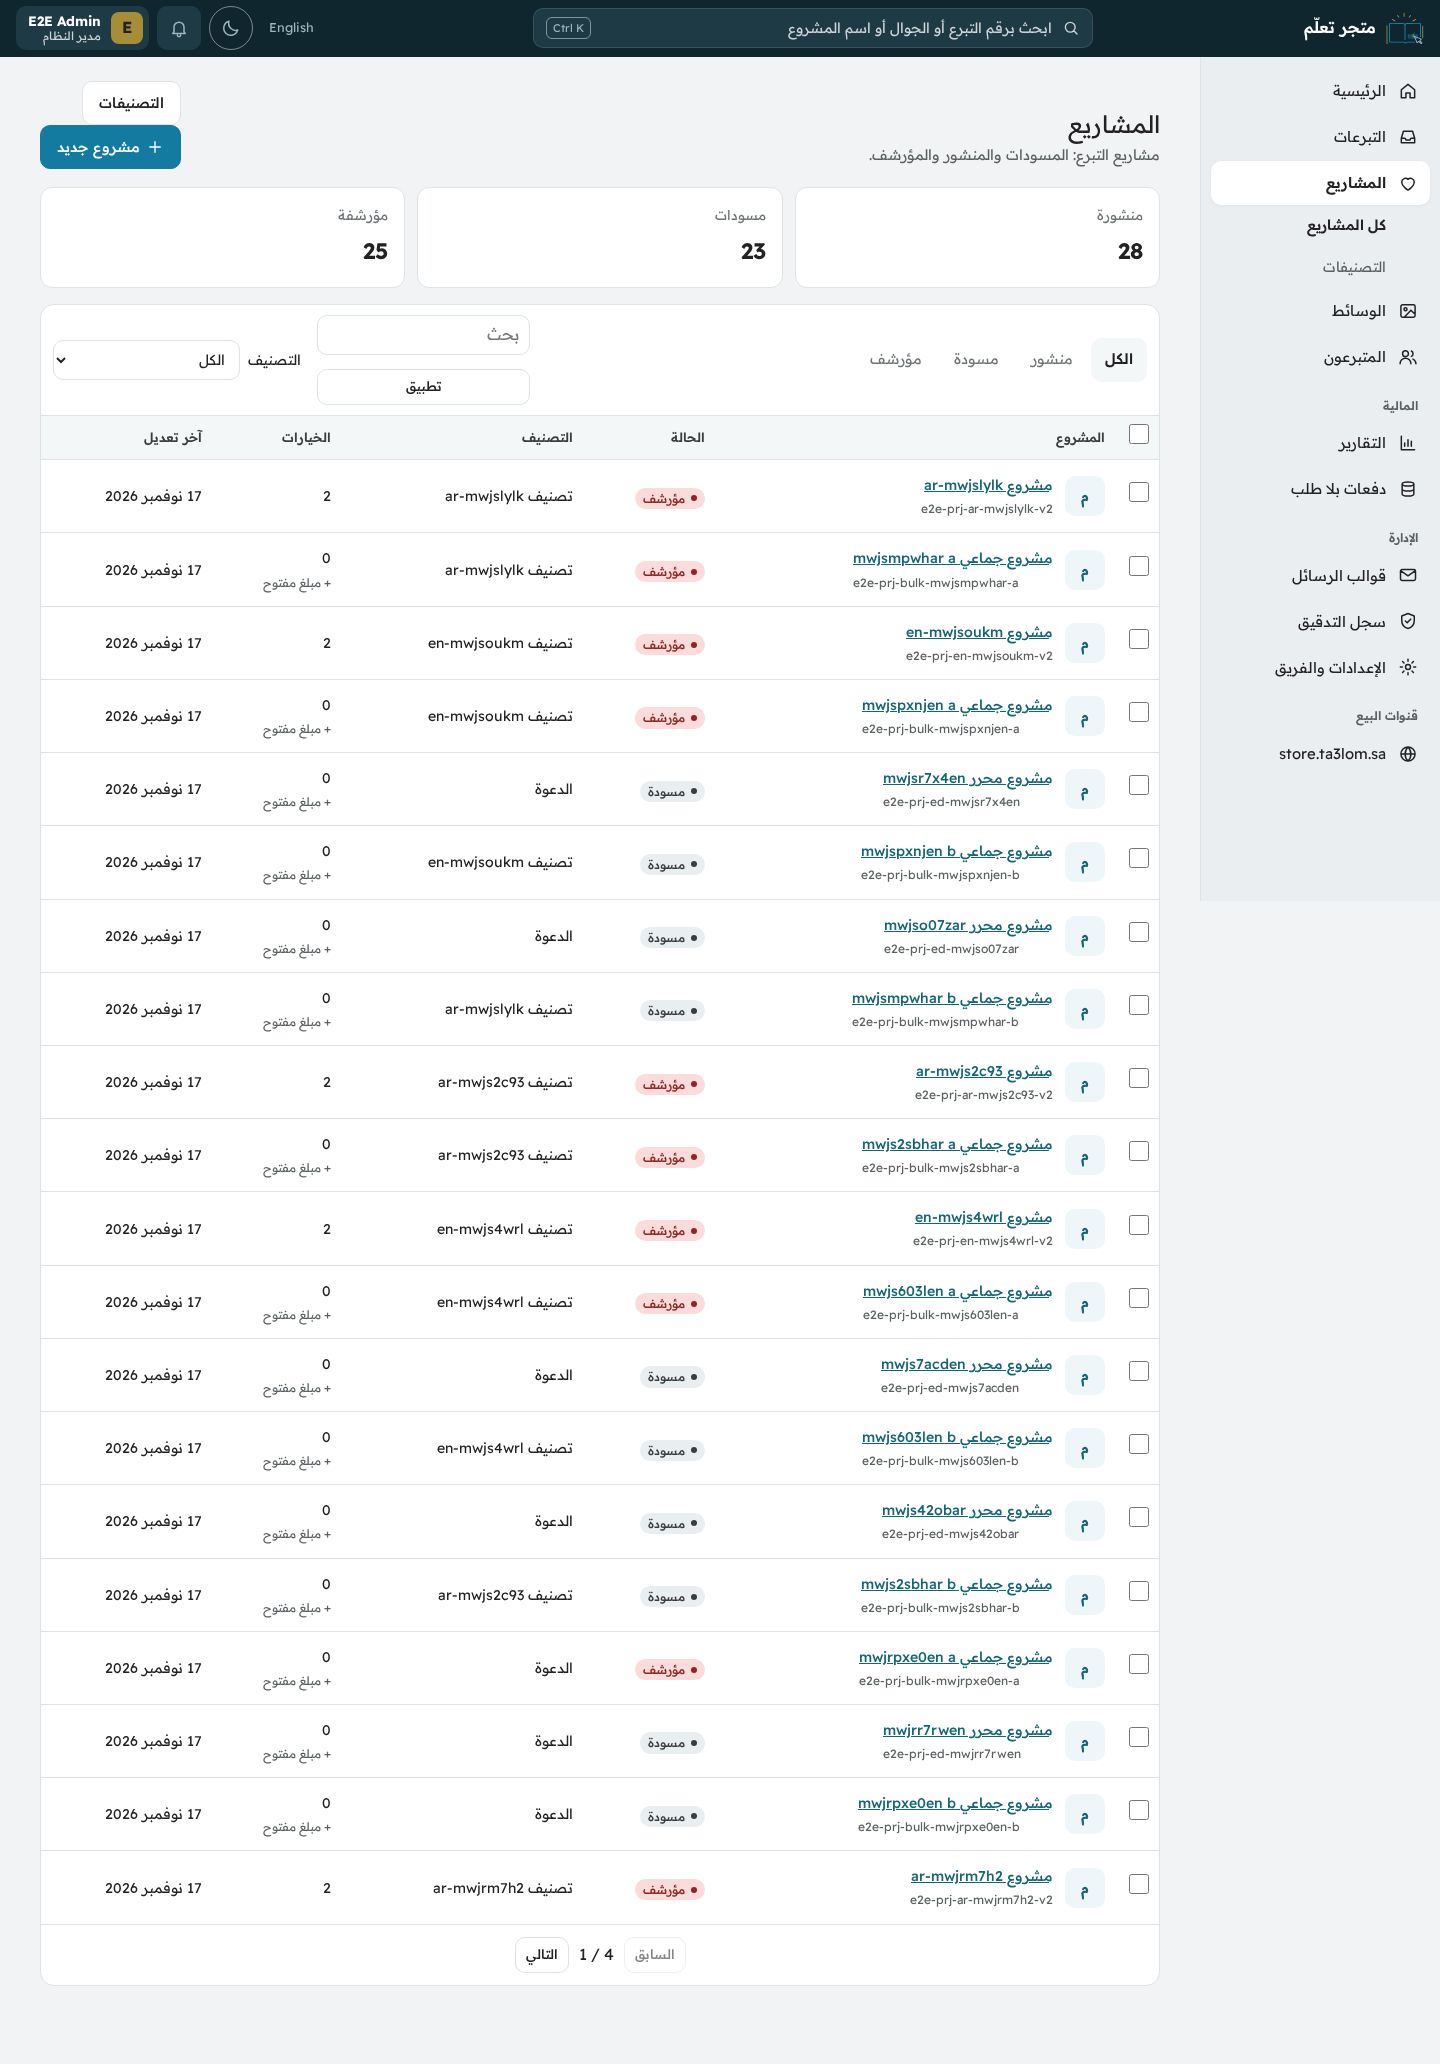 متجر تعلّم
ابحث برقم التبرع أو الجوال أو اسم المشروع
Ctrl K
English
E2E Admin
مدير النظام
E
الرئيسية
التبرعات
المشاريع
كل المشاريع
التصنيفات
الوسائط
المتبرعون
المالية
التقارير
دفعات بلا طلب
الإدارة
قوالب الرسائل
سجل التدقيق
الإعدادات والفريق
قنوات البيع
store.ta3lom.sa
المشاريع
مشاريع التبرع: المسودات والمنشور والمؤرشف.
التصنيفات
مشروع جديد
منشورة
28
مسودات
23
مؤرشفة
25
الكل منشور مسودة مؤرشف
بحث
تطبيق
التصنيف الكل
المشروع الحالة التصنيف الخيارات آخر تعديل
م مشروع ar-mwjslylk مؤرشف تصنيف ar-mwjslylk 2 17 نوفمبر 2026
e2e-prj-ar-mwjslylk-v2
م مشروع جماعي mwjsmpwhar a مؤرشف تصنيف ar-mwjslylk 0 17 نوفمبر 2026
e2e-prj-bulk-mwjsmpwhar-a + مبلغ مفتوح
م مشروع en-mwjsoukm مؤرشف تصنيف en-mwjsoukm 2 17 نوفمبر 2026
e2e-prj-en-mwjsoukm-v2
م مشروع جماعي mwjspxnjen a مؤرشف تصنيف en-mwjsoukm 0 17 نوفمبر 2026
e2e-prj-bulk-mwjspxnjen-a + مبلغ مفتوح
م مشروع محرر mwjsr7x4en مسودة الدعوة 0 17 نوفمبر 2026
e2e-prj-ed-mwjsr7x4en + مبلغ مفتوح
م مشروع جماعي mwjspxnjen b مسودة تصنيف en-mwjsoukm 0 17 نوفمبر 2026
e2e-prj-bulk-mwjspxnjen-b + مبلغ مفتوح
م مشروع محرر mwjso07zar مسودة الدعوة 0 17 نوفمبر 2026
e2e-prj-ed-mwjso07zar + مبلغ مفتوح
م مشروع جماعي mwjsmpwhar b مسودة تصنيف ar-mwjslylk 0 17 نوفمبر 2026
e2e-prj-bulk-mwjsmpwhar-b + مبلغ مفتوح
م مشروع ar-mwjs2c93 مؤرشف تصنيف ar-mwjs2c93 2 17 نوفمبر 2026
e2e-prj-ar-mwjs2c93-v2
م مشروع جماعي mwjs2sbhar a مؤرشف تصنيف ar-mwjs2c93 0 17 نوفمبر 2026
e2e-prj-bulk-mwjs2sbhar-a + مبلغ مفتوح
م مشروع en-mwjs4wrl مؤرشف تصنيف en-mwjs4wrl 2 17 نوفمبر 2026
e2e-prj-en-mwjs4wrl-v2
م مشروع جماعي mwjs603len a مؤرشف تصنيف en-mwjs4wrl 0 17 نوفمبر 2026
e2e-prj-bulk-mwjs603len-a + مبلغ مفتوح
م مشروع محرر mwjs7acden مسودة الدعوة 0 17 نوفمبر 2026
e2e-prj-ed-mwjs7acden + مبلغ مفتوح
م مشروع جماعي mwjs603len b مسودة تصنيف en-mwjs4wrl 0 17 نوفمبر 2026
e2e-prj-bulk-mwjs603len-b + مبلغ مفتوح
م مشروع محرر mwjs42obar مسودة الدعوة 0 17 نوفمبر 2026
e2e-prj-ed-mwjs42obar + مبلغ مفتوح
م مشروع جماعي mwjs2sbhar b مسودة تصنيف ar-mwjs2c93 0 17 نوفمبر 2026
e2e-prj-bulk-mwjs2sbhar-b + مبلغ مفتوح
م مشروع جماعي mwjrpxe0en a مؤرشف الدعوة 0 17 نوفمبر 2026
e2e-prj-bulk-mwjrpxe0en-a + مبلغ مفتوح
م مشروع محرر mwjrr7rwen مسودة الدعوة 0 17 نوفمبر 2026
e2e-prj-ed-mwjrr7rwen + مبلغ مفتوح
م مشروع جماعي mwjrpxe0en b مسودة الدعوة 0 17 نوفمبر 2026
e2e-prj-bulk-mwjrpxe0en-b + مبلغ مفتوح
م مشروع ar-mwjrm7h2 مؤرشف تصنيف ar-mwjrm7h2 2 17 نوفمبر 2026
e2e-prj-ar-mwjrm7h2-v2
السابق 1 / 4 التالي